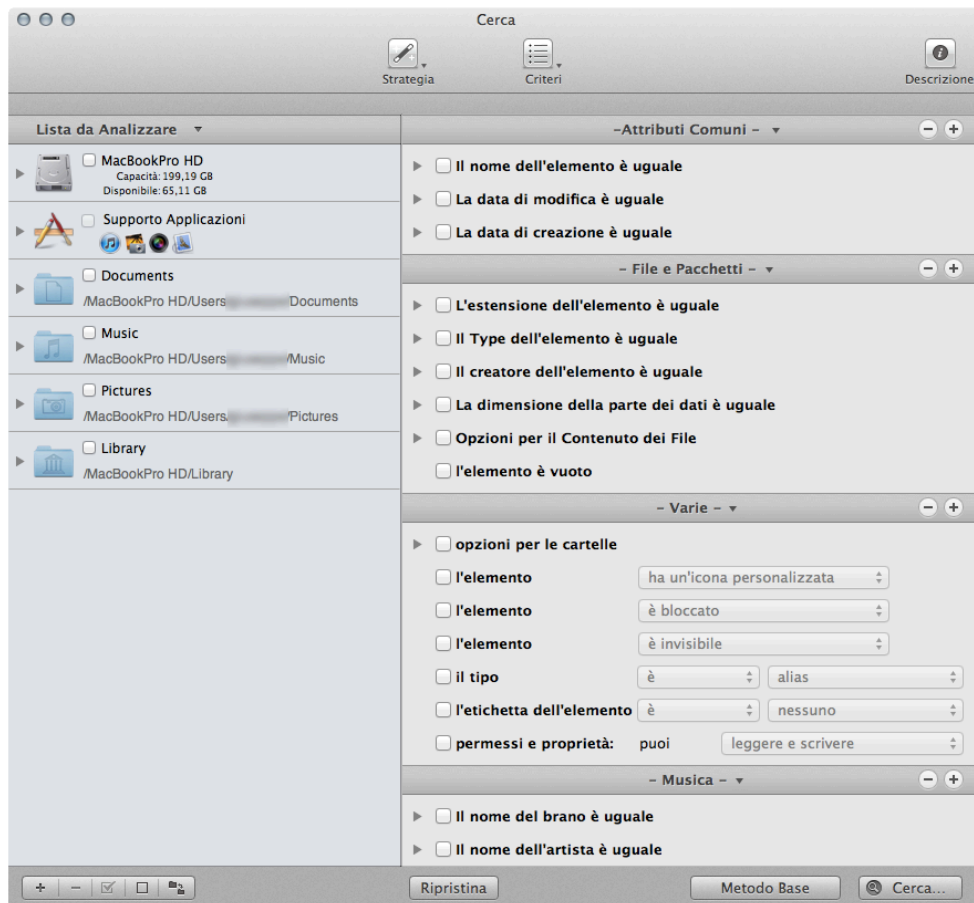 Cerca
Strategia
Criteri
Descrizione
Lista da Analizzare
MacBookPro HD
Capacità: 199,19 GB
Disponibile: 65,11 GB
Supporto Applicazioni
Documents
/MacBookPro HD/Users /Documents
Music
/MacBookPro HD/Users /Music
Pictures
/MacBookPro HD/Users /Pictures
Library
/MacBookPro HD/Library
-Attributi Comuni -
Il nome dell'elemento è uguale
La data di modifica è uguale
La data di creazione è uguale
- File e Pacchetti -
L'estensione dell'elemento è uguale
Il Type dell'elemento è uguale
Il creatore dell'elemento è uguale
La dimensione della parte dei dati è uguale
Opzioni per il Contenuto dei File
l'elemento è vuoto
- Varie -
opzioni per le cartelle
l'elemento ha un'icona personalizzata
l'elemento è bloccato
l'elemento è invisibile
il tipo è alias
l'etichetta dell'elemento è nessuno
permessi e proprietà: puoi leggere e scrivere
- Musica -
Il nome del brano è uguale
Il nome dell'artista è uguale
Ripristina
Metodo Base
Cerca...